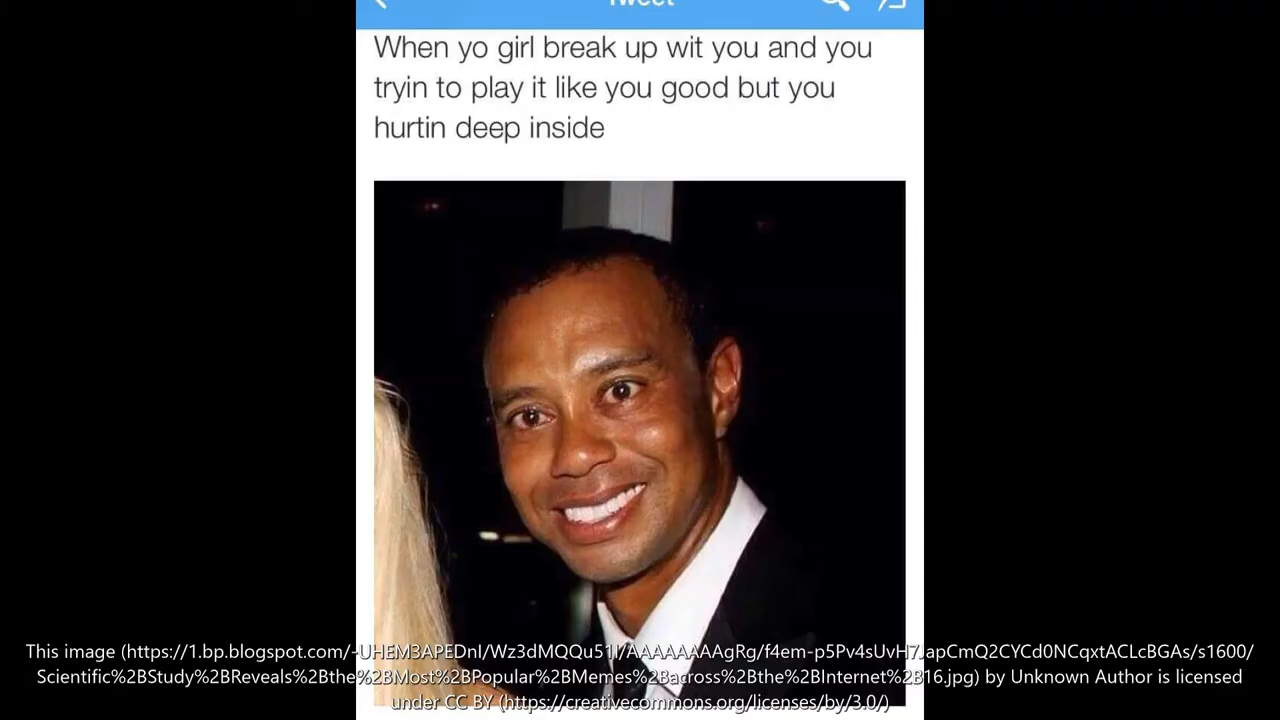 Tweet
When yo girl break up wit you and you
tryin to play it like you good but you
hurtin deep inside
This image (https://1.bp.blogspot.com/-UHEM3APEDnI/Wz3dMQQu51I/AAAAAAAAgRg/f4em-p5Pv4sUvH7JapCmQ2CYCd0NCqxtACLcBGAs/s1600/
Scientific%2BStudy%2BReveals%2Bthe%2BMost%2BPopular%2BMemes%2Bacross%2Bthe%2BInternet%2B16.jpg) by Unknown Author is licensed
under CC BY (https://creativecommons.org/licenses/by/3.0/)